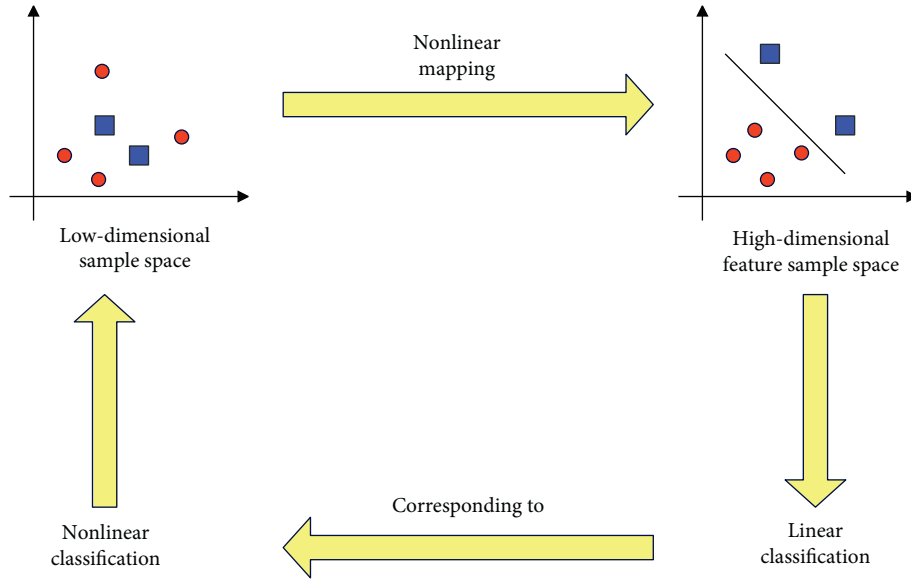 Nonlinear
mapping
Low-dimensional
sample space
High-dimensional
feature sample space
Corresponding to
Nonlinear
classification
Linear
classification